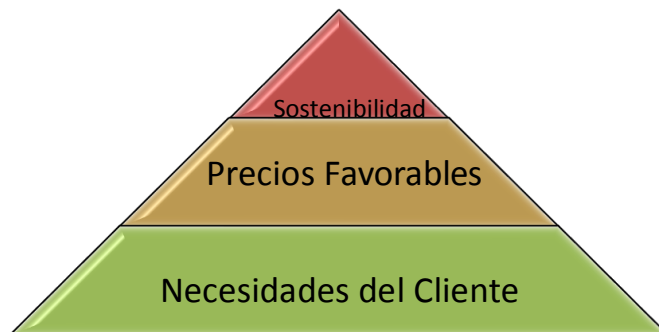 Sostenibilidad
Precios Favorables
Necesidades del Cliente